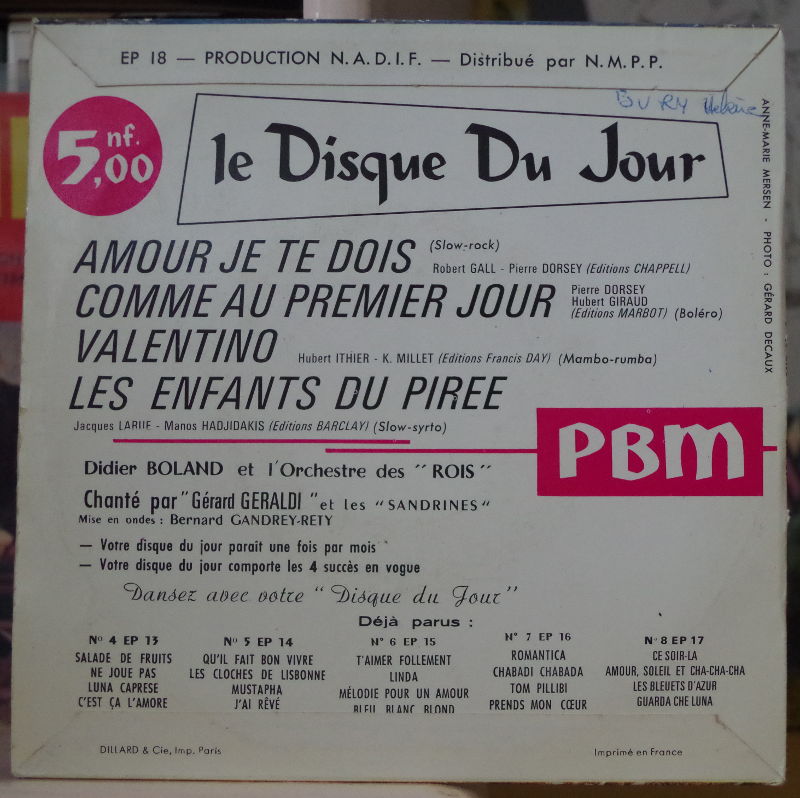 EP 18 — PRODUCTION N.A.D.I.F. — Distribué par N.M.P.P.
BURY Helène
5,00 nf.
le Disque Du Jour
ANNE-MARIE MERSEN - PHOTO : GÉRARD DECAUX
AMOUR JE TE DOIS (Slow-rock)
Robert GALL - Pierre DORSEY (Editions CHAPPELL)
COMME AU PREMIER JOUR
Pierre DORSEY
Hubert GIRAUD
(Editions MARBOT) (Boléro)
VALENTINO
Hubert ITHIER - K. MILLET (Editions Francis DAY) (Mambo-rumba)
LES ENFANTS DU PIREE
Jacques LARUE - Manos HADJIDAKIS (Editions BARCLAY) (Slow-syrto)
PBM
Didier BOLAND et l'Orchestre des "ROIS"
Chanté par "Gérard GERALDI" et les "SANDRINES"
Mise en ondes : Bernard GANDREY-RETY
— Votre disque du jour paraît une fois par mois
— Votre disque du jour comporte les 4 succès en vogue
Dansez avec votre "Disque du Jour"
Déjà parus :
N° 4 EP 13
SALADE DE FRUITS
NE JOUE PAS
LUNA CAPRESE
C'EST ÇA L'AMORE
N° 5 EP 14
QU'IL FAIT BON VIVRE
LES CLOCHES DE LISBONNE
MUSTAPHA
J'AI RÊVÉ
N° 6 EP 15
T'AIMER FOLLEMENT
LINDA
MÉLODIE POUR UN AMOUR
BLEU BLANC BLOND
N° 7 EP 16
ROMANTICA
CHABADI CHABADA
TOM PILLIBI
PRENDS MON CŒUR
N° 8 EP 17
CE SOIR-LA
AMOUR, SOLEIL ET CHA-CHA-CHA
LES BLEUETS D'AZUR
GUARDA CHE LUNA
DILLARD & Cie, Imp. Paris
Imprimé en France